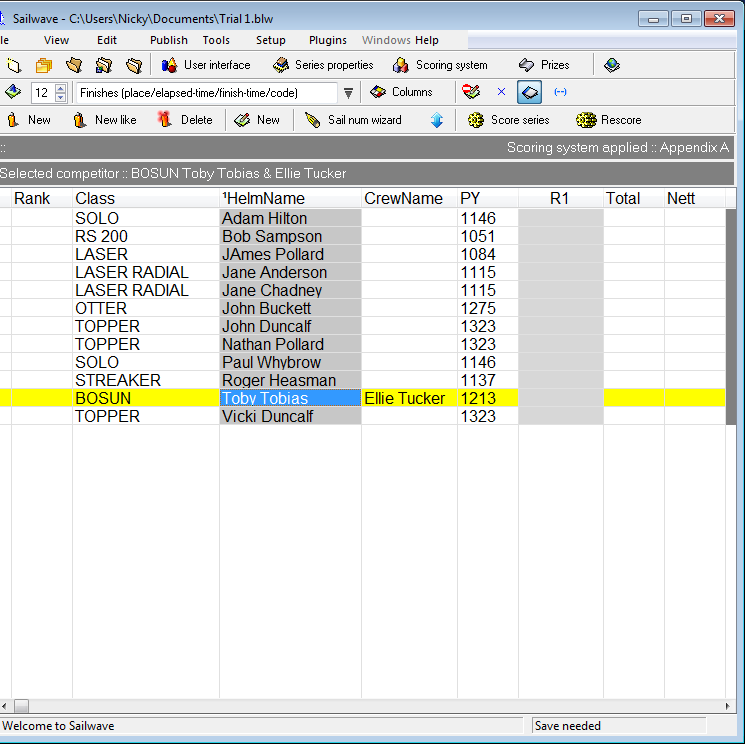 Sailwave - C:\Users\Nicky\Documents\Trial 1.blw
le View Edit Publish Tools Setup Plugins Windows Help
User interface Series properties Scoring system Prizes
12 Finishes (place/elapsed-time/finish-time/code) Columns
New New like Delete New Sail num wizard Score series Rescore
:: Scoring system applied :: Appendix A
Selected competitor :: BOSUN Toby Tobias & Ellie Tucker
Rank Class ¹HelmName CrewName PY R1 Total Nett
SOLO Adam Hilton 1146
RS 200 Bob Sampson 1051
LASER JAmes Pollard 1084
LASER RADIAL Jane Anderson 1115
LASER RADIAL Jane Chadney 1115
OTTER John Buckett 1275
TOPPER John Duncalf 1323
TOPPER Nathan Pollard 1323
SOLO Paul Whybrow 1146
STREAKER Roger Heasman 1137
BOSUN Toby Tobias Ellie Tucker 1213
TOPPER Vicki Duncalf 1323
Welcome to Sailwave Save needed